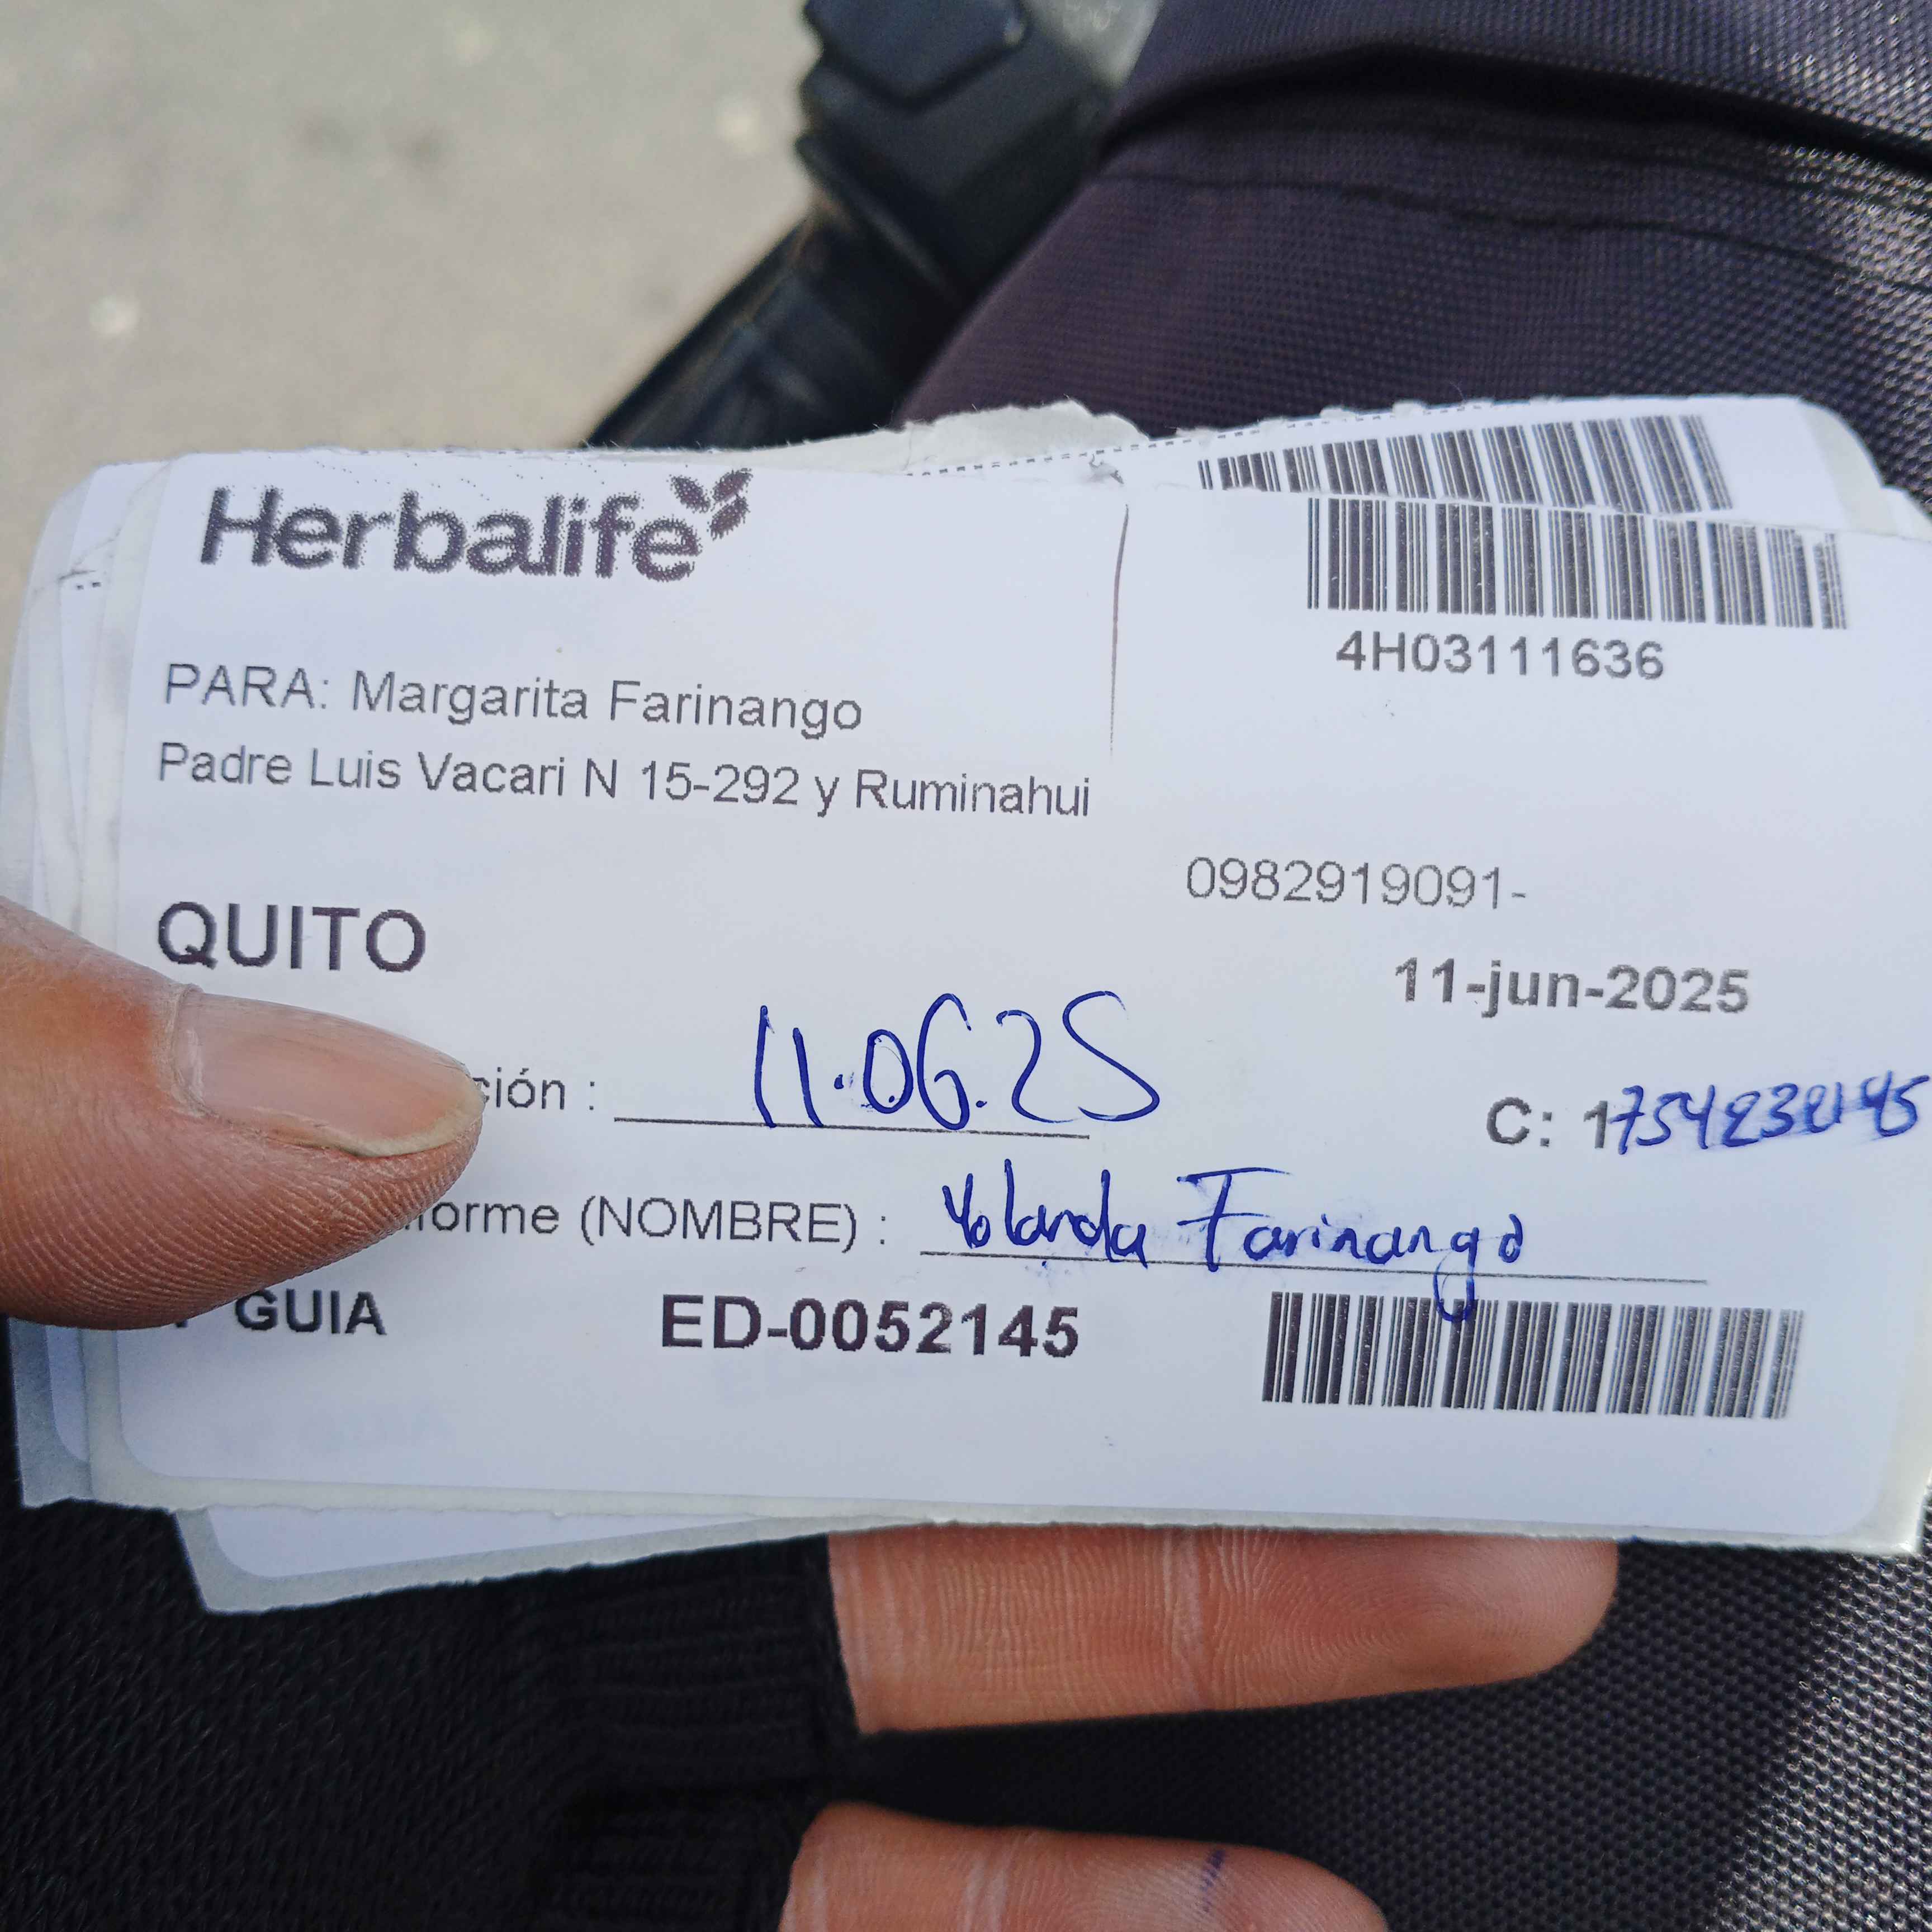 Herbalife
4H03111636
PARA: Margarita Farinango
Padre Luis Vacari N 15-292 y Ruminahui
0982919091-
QUITO
11-jun-2025
ción : 11.06.25
C: 1
orme (NOMBRE) : Yolanda Farinango
GUIA ED-0052145